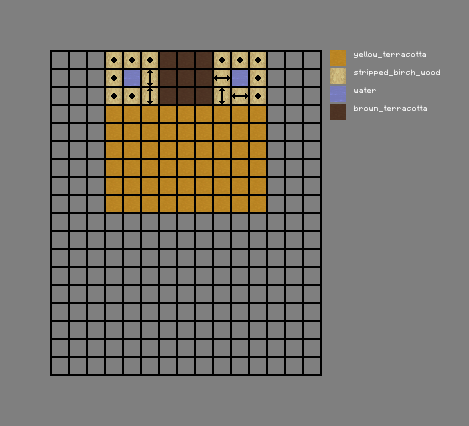 yellow_terracotta
stripped_birch_wood
water
brown_terracotta